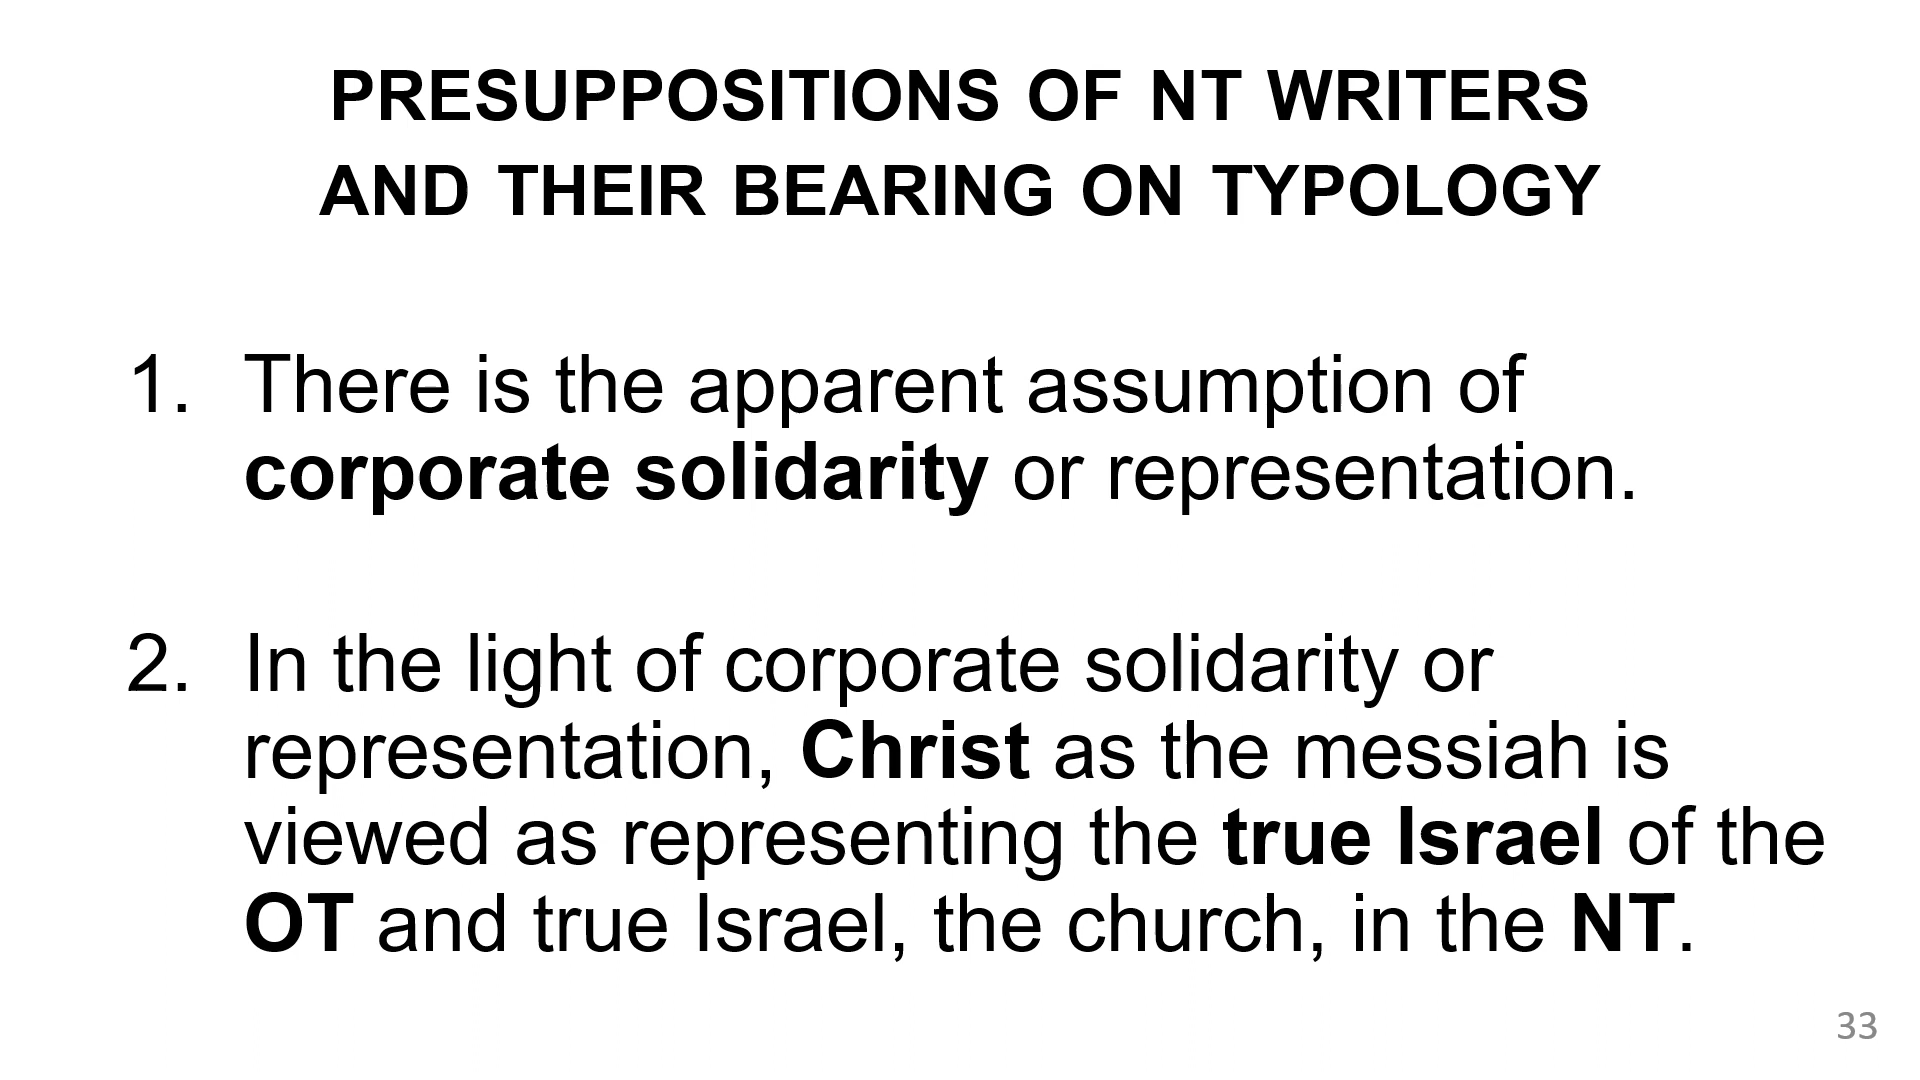 PRESUPPOSITIONS OF NT WRITERS
AND THEIR BEARING ON TYPOLOGY
1. There is the apparent assumption of
corporate solidarity or representation.
2. In the light of corporate solidarity or
representation, Christ as the messiah is
viewed as representing the true Israel of the
OT and true Israel, the church, in the NT.
33